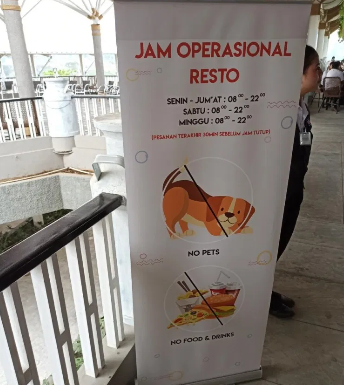 JAM OPERASIONAL
RESTO
SENIN - JUM'AT : 08⁰⁰ - 22⁰⁰
SABTU : 08⁰⁰ - 22⁰⁰
MINGGU : 08⁰⁰ - 22⁰⁰
(PESANAN TERAKHIR 30MIN SEBELUM JAM TUTUP)
NO PETS
NO FOOD & DRINKS